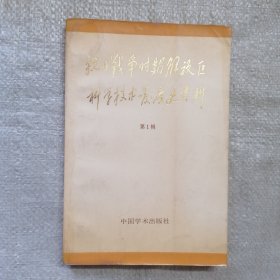 抗日战争时期解放区
科学技术发展史资料
第1辑
中国学术出版社